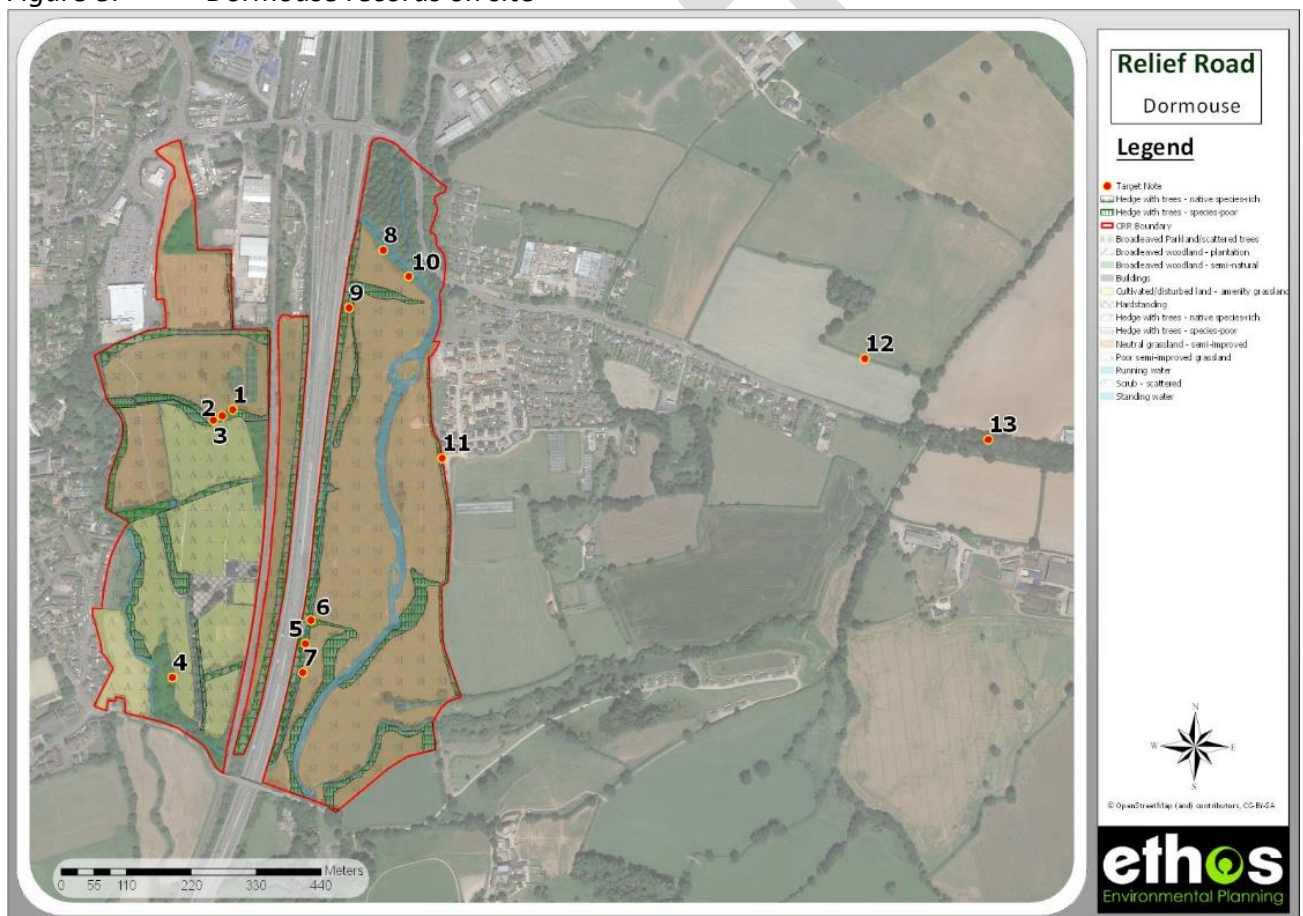 Dormouse records on site
Relief Road
Dormouse
Legend
Target Note
Hedge with trees - native species-rich
Hedge with trees - species-poor
CRR Boundary
Broadleaved Parkland/scattered trees
Broadleaved woodland - plantation
Broadleaved woodland - semi-natural
Buildings
Cultivated/disturbed land - amenity grassland
Hardstanding
Hedge with trees - native species-rich
Hedge with trees - species-poor
Neutral grassland - semi-improved
Poor semi-improved grassland
Running water
Scrub - scattered
Standing water
8
10
9
12
1
2
3
13
11
6
5
7
4
N
W E
S
© OpenStreetMap (and) contributors, CC-BY-SA
Meters
0 55 110 220 330 440
ethos
Environmental Planning